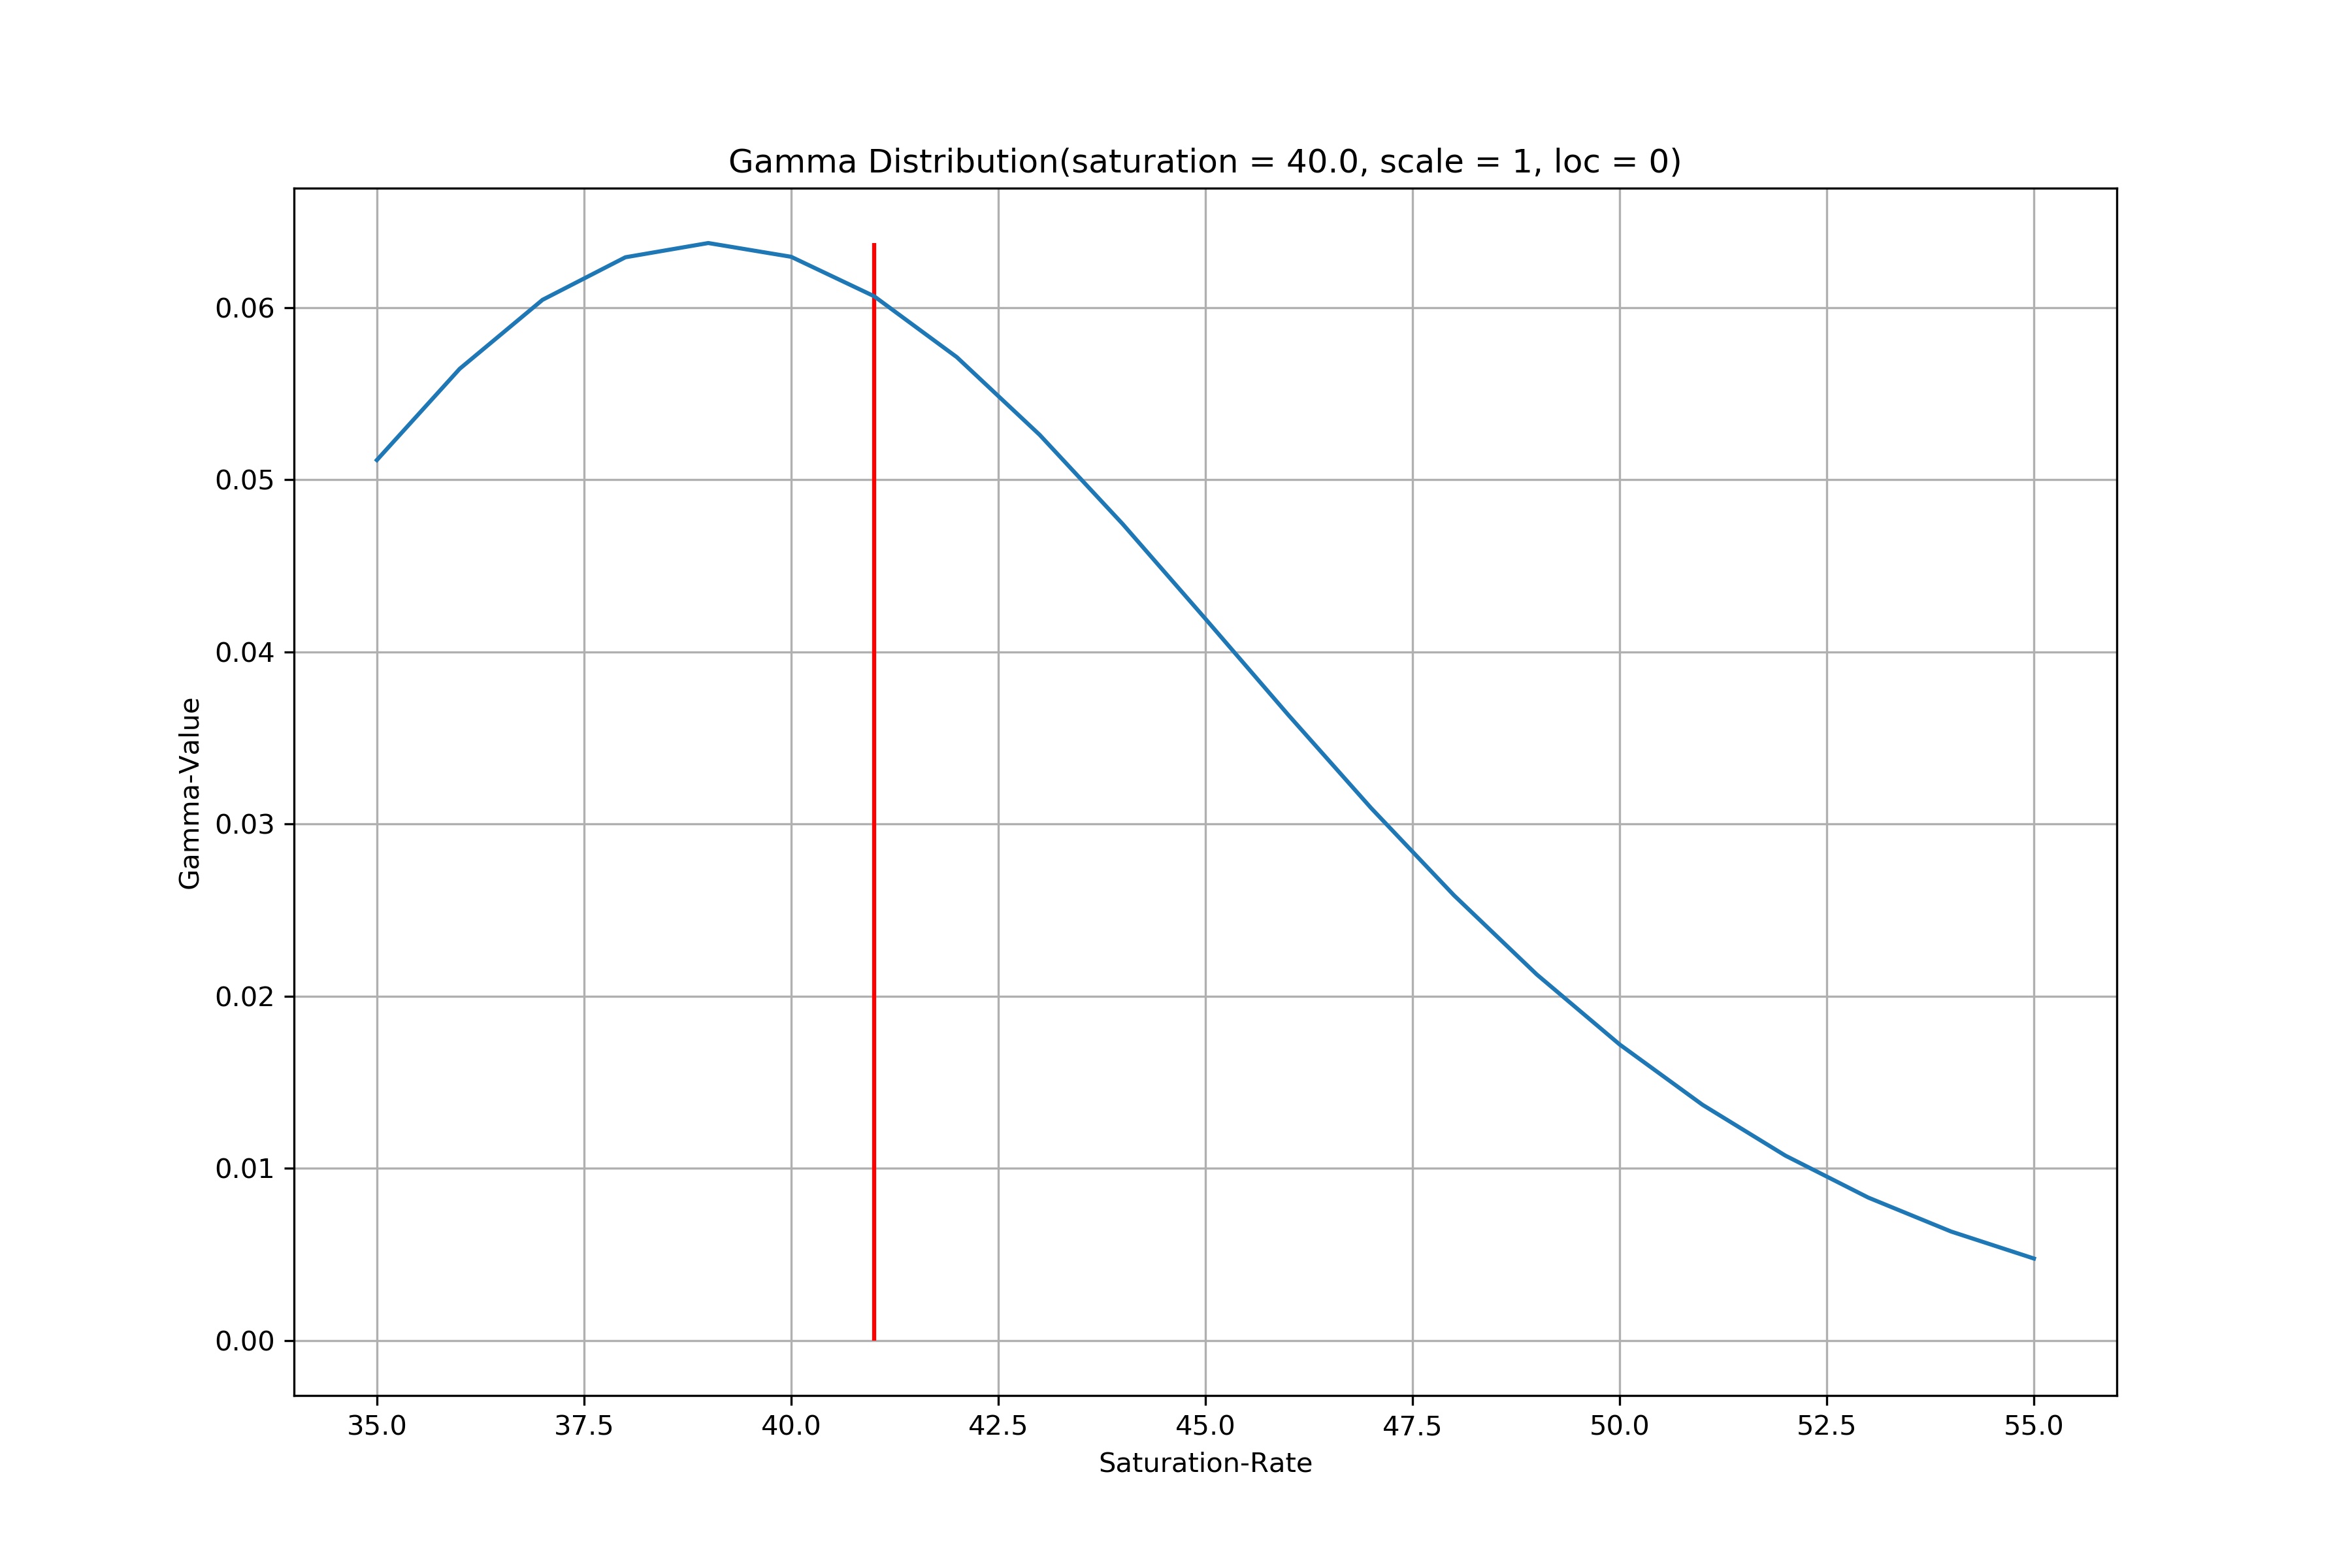 Gamma Distribution(saturation = 40.0, scale = 1, loc = 0)
0.06
0.05
0.04
0.03
0.02
0.01
0.00
Gamma-Value
35.0 37.5 40.0 42.5 45.0 47.5 50.0 52.5 55.0
Saturation-Rate